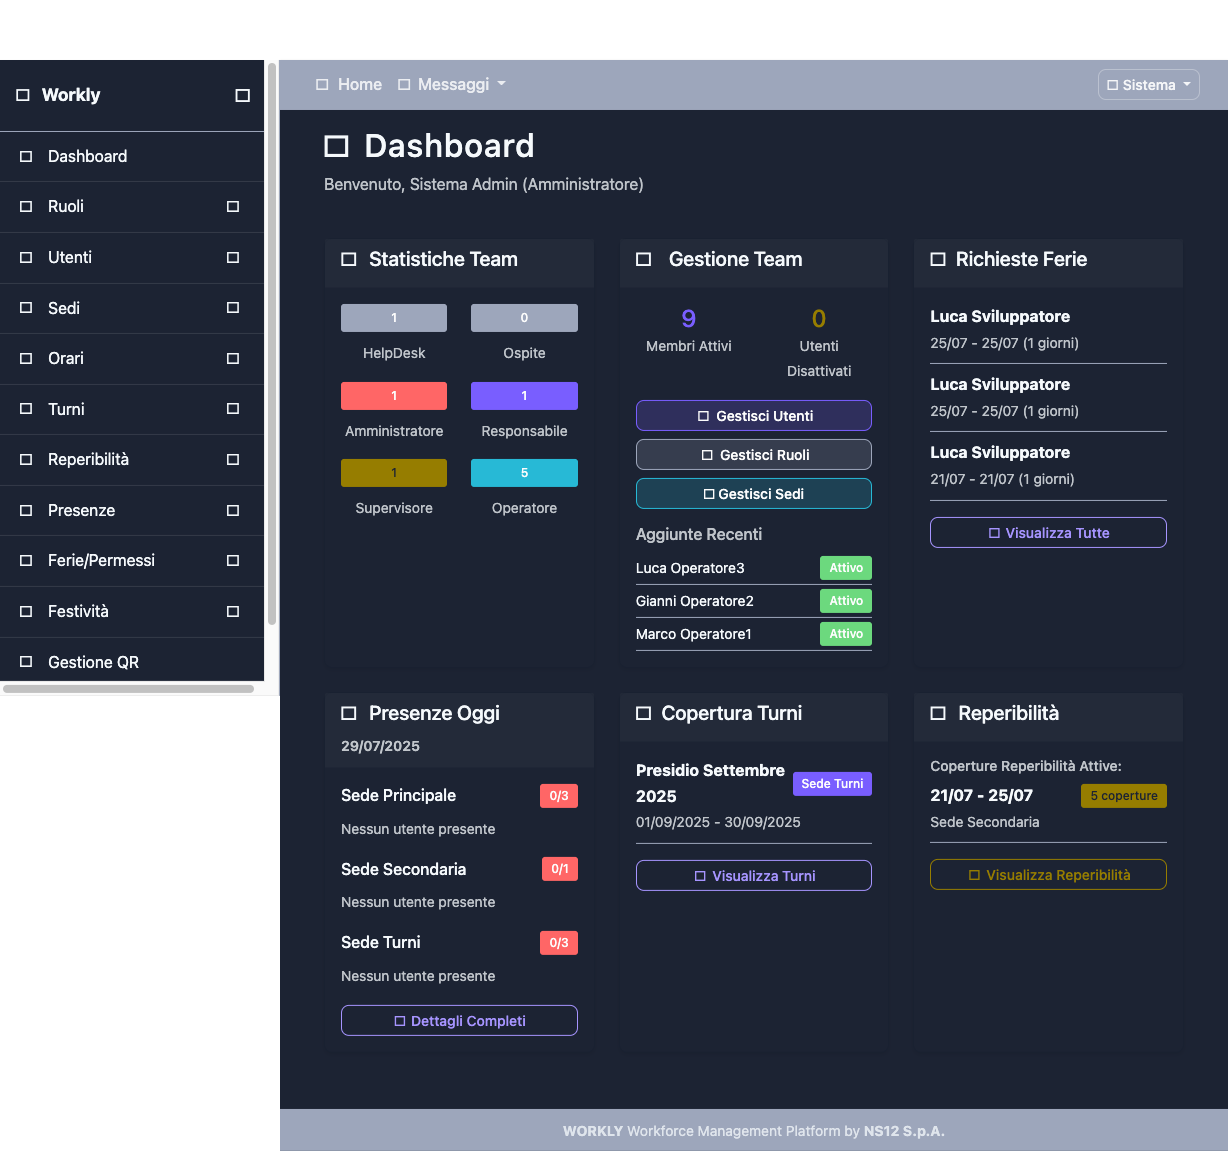 Workly
Dashboard
Ruoli
Utenti
Sedi
Orari
Turni
Reperibilità
Presenze
Ferie/Permessi
Festività
Gestione QR
Home Messaggi Sistema
Dashboard
Benvenuto, Sistema Admin (Amministratore)
Statistiche Team
1 0
HelpDesk Ospite
1 1
Amministratore Responsabile
1 5
Supervisore Operatore
Gestione Team
9 0
Membri Attivi Utenti
Disattivati
Gestisci Utenti
Gestisci Ruoli
Gestisci Sedi
Aggiunte Recenti
Luca Operatore3 Attivo
Gianni Operatore2 Attivo
Marco Operatore1 Attivo
Richieste Ferie
Luca Sviluppatore
25/07 - 25/07 (1 giorni)
Luca Sviluppatore
25/07 - 25/07 (1 giorni)
Luca Sviluppatore
21/07 - 21/07 (1 giorni)
Visualizza Tutte
Presenze Oggi
29/07/2025
Sede Principale 0/3
Nessun utente presente
Sede Secondaria 0/1
Nessun utente presente
Sede Turni 0/3
Nessun utente presente
Dettagli Completi
Copertura Turni
Presidio Settembre
2025 Sede Turni
01/09/2025 - 30/09/2025
Visualizza Turni
Reperibilità
Coperture Reperibilità Attive:
21/07 - 25/07 5 coperture
Sede Secondaria
Visualizza Reperibilità
WORKLY Workforce Management Platform by NS12 S.p.A.